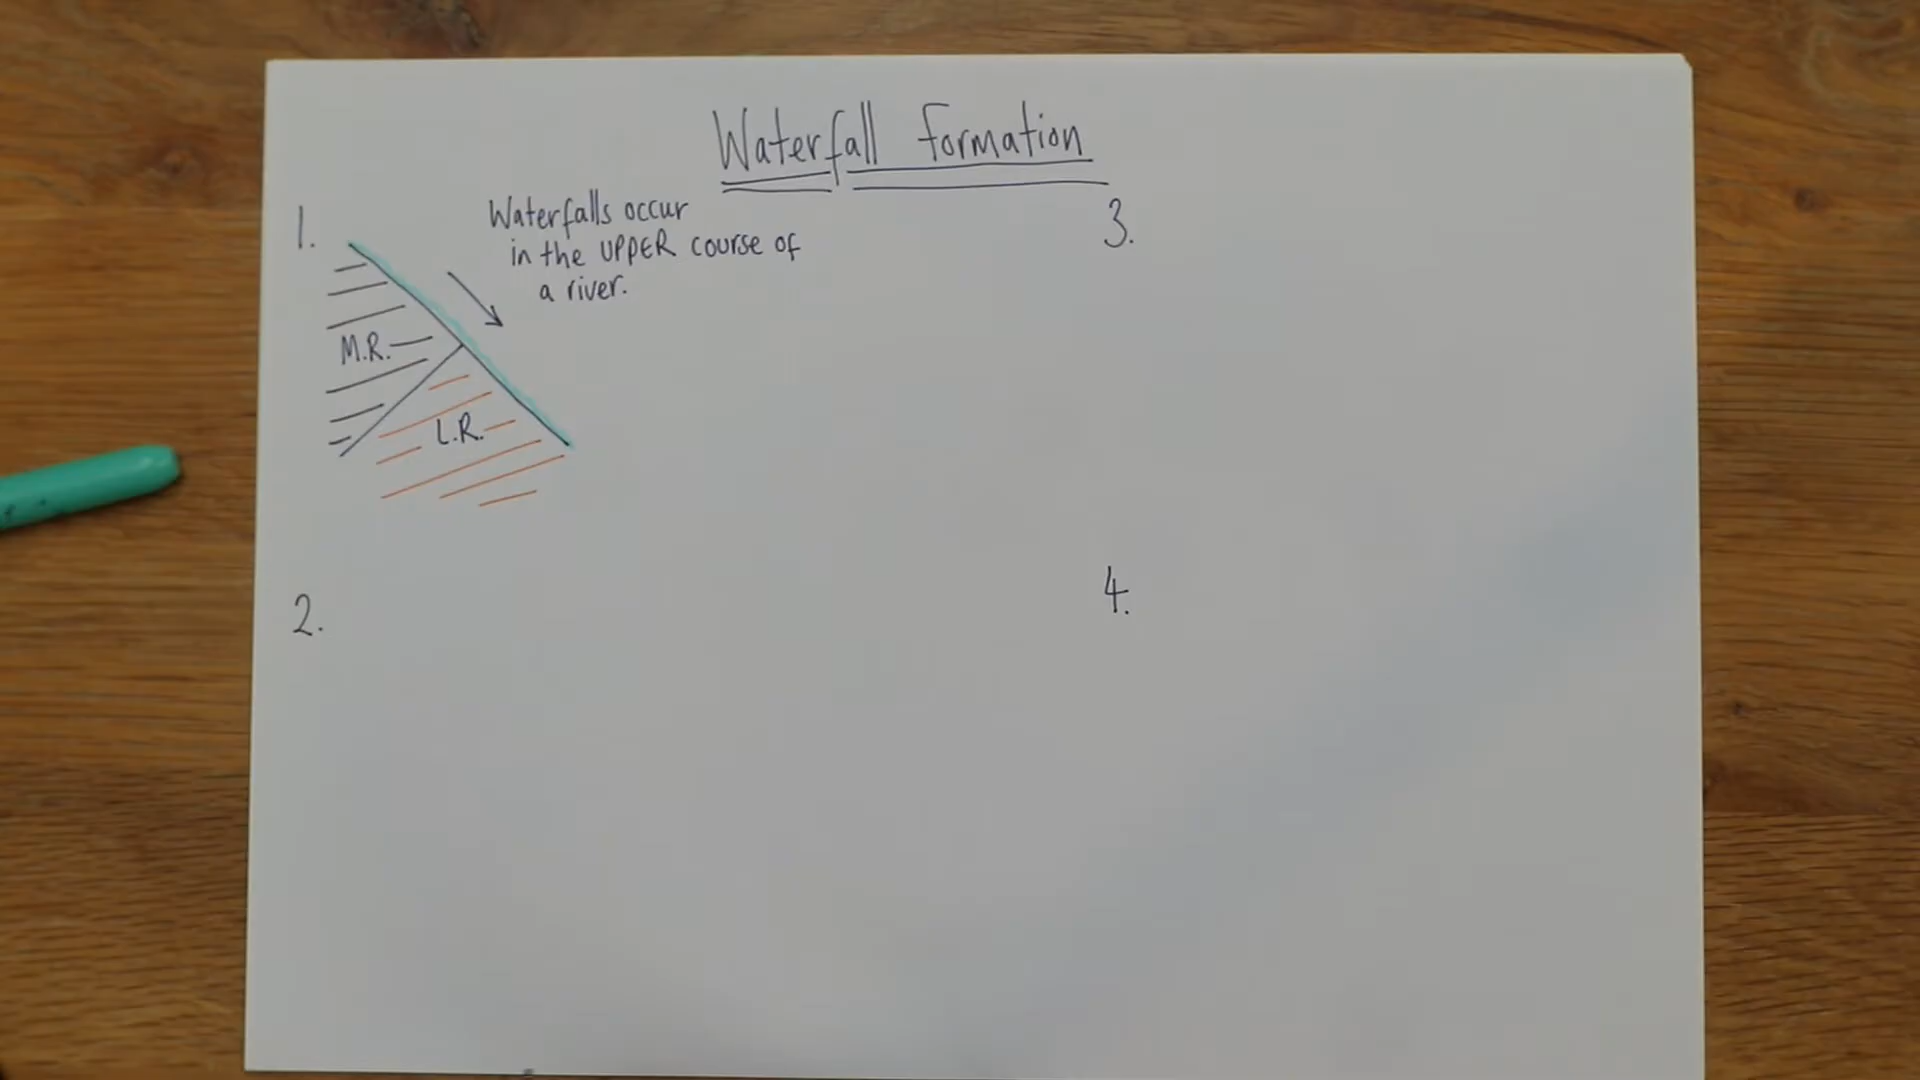 Waterfall formation
1.
Waterfalls occur
in the UPPER course of
a river.
M.R.
L.R.
2.
3.
4.